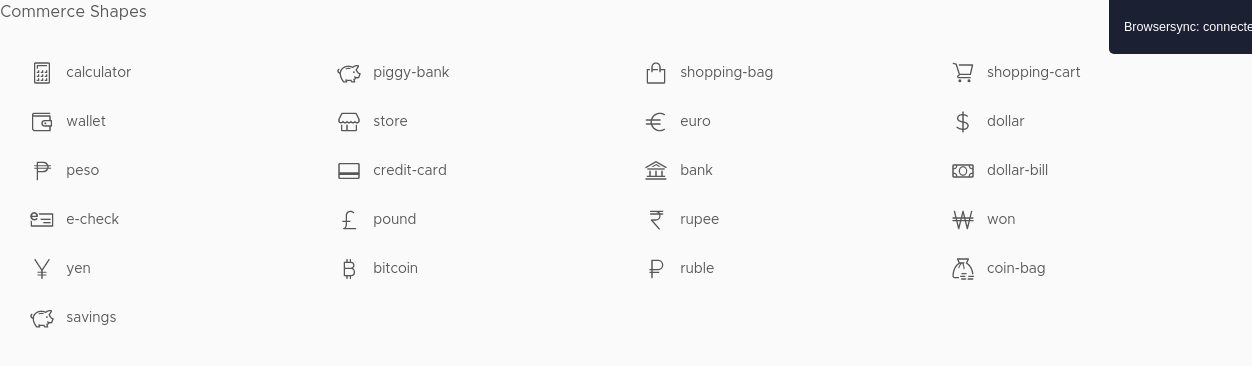 Commerce Shapes
Browsersync: connecte
calculator
piggy-bank
shopping-bag
shopping-cart
wallet
store
euro
dollar
peso
credit-card
bank
dollar-bill
e-check
pound
rupee
won
yen
bitcoin
ruble
coin-bag
savings